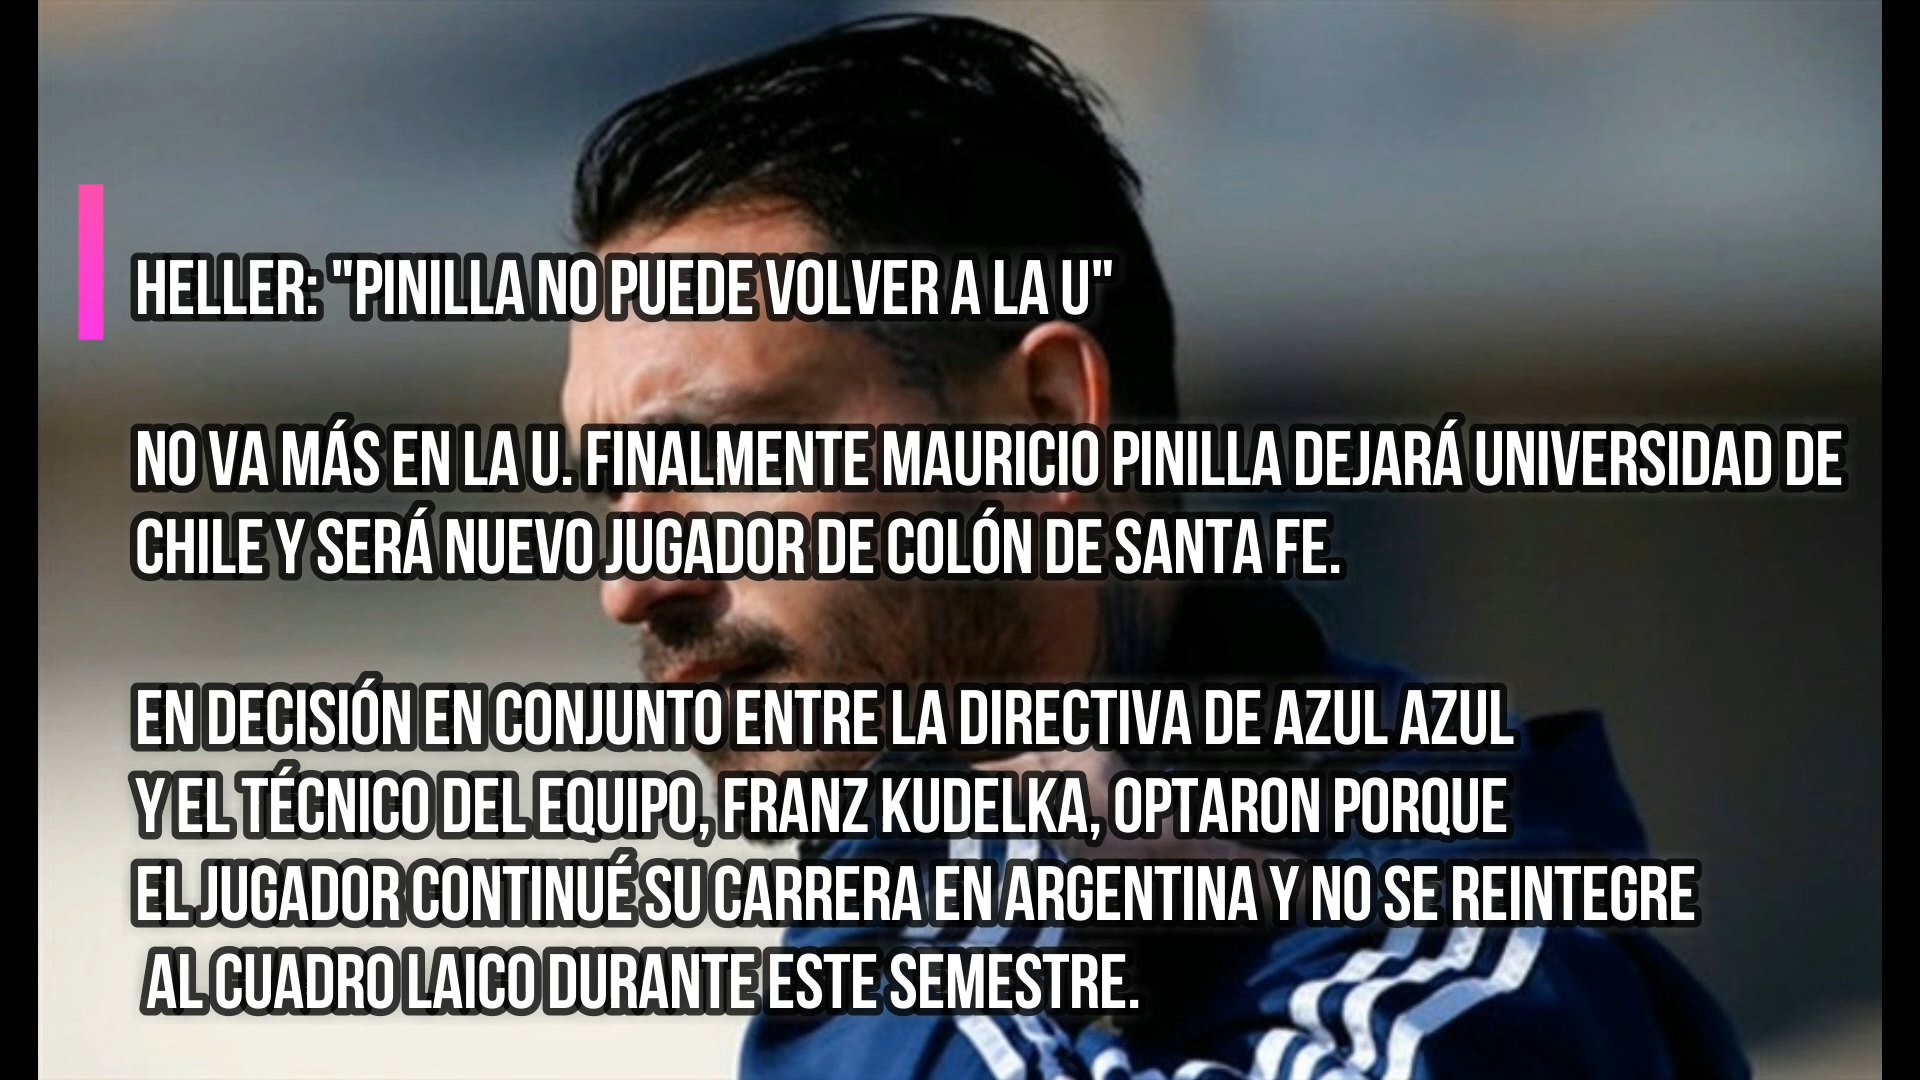 HELLER: "PINILLA NO PUEDE VOLVER A LA U"
NO VA MÁS EN LA U. FINALMENTE MAURICIO PINILLA DEJARÁ UNIVERSIDAD DE
CHILE Y SERÁ NUEVO JUGADOR DE COLÓN DE SANTA FE.
EN DECISIÓN EN CONJUNTO ENTRE LA DIRECTIVA DE AZUL AZUL
Y EL TÉCNICO DEL EQUIPO, FRANZ KUDELKA, OPTARON PORQUE
EL JUGADOR CONTINUÉ SU CARRERA EN ARGENTINA Y NO SE REINTEGRE
AL CUADRO LAICO DURANTE ESTE SEMESTRE.